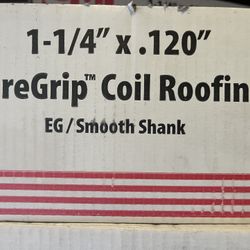 1-1/4” x .120”
reGrip™ Coil Roofin
EG / Smooth Shank